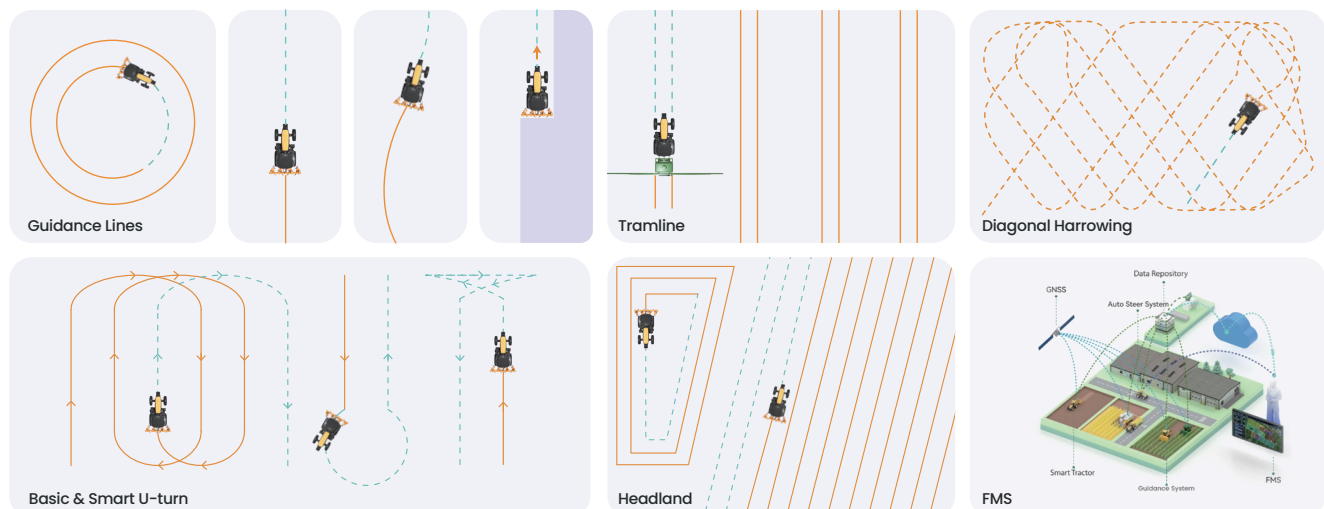 Guidance Lines
Tramline
Diagonal Harrowing
Basic & Smart U-turn
Headland
Data Repository
GNSS
Auto Steer System
Smart Tractor
Guidance System
FMS
FMS